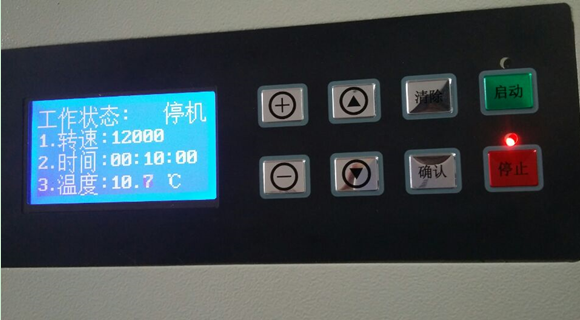 工作状态: 停机
1.转速:12000
2.时间:00:10:00
3.温度:10.7 ℃
清除 启动
确认 停止